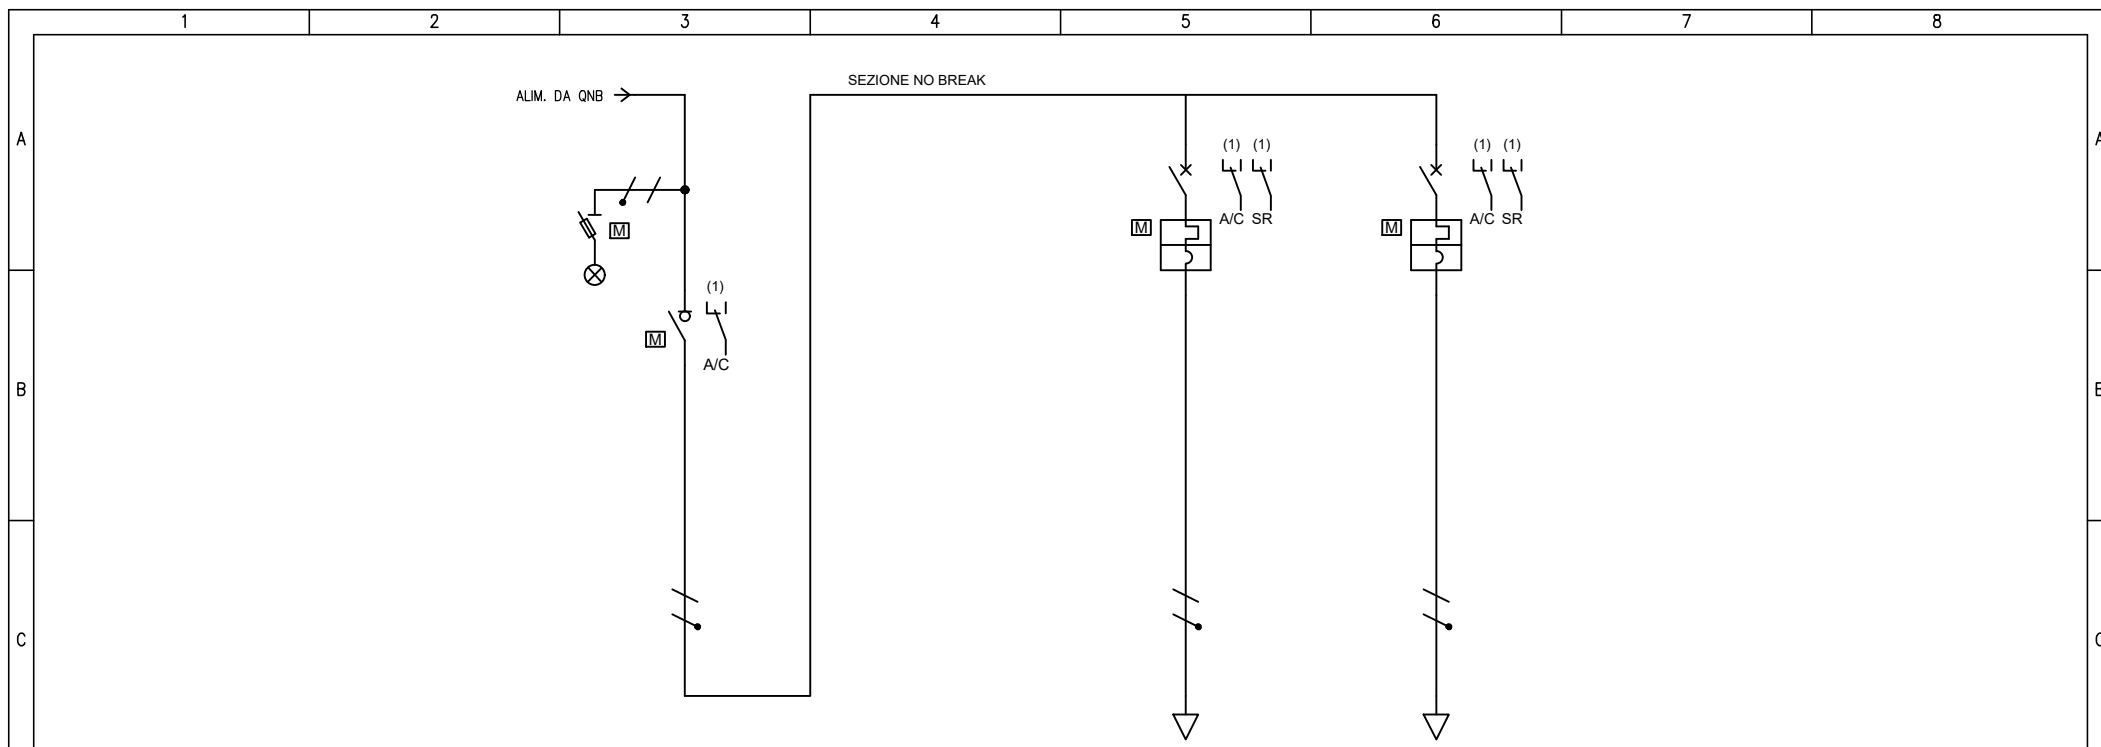 1 2 3 4 5 6 7 8
SEZIONE NO BREAK
ALIM. DA QNB
A A
(1) (1) (1) (1)
A/C SR A/C SR
M M M
(1)
M
A/C
B B
C C